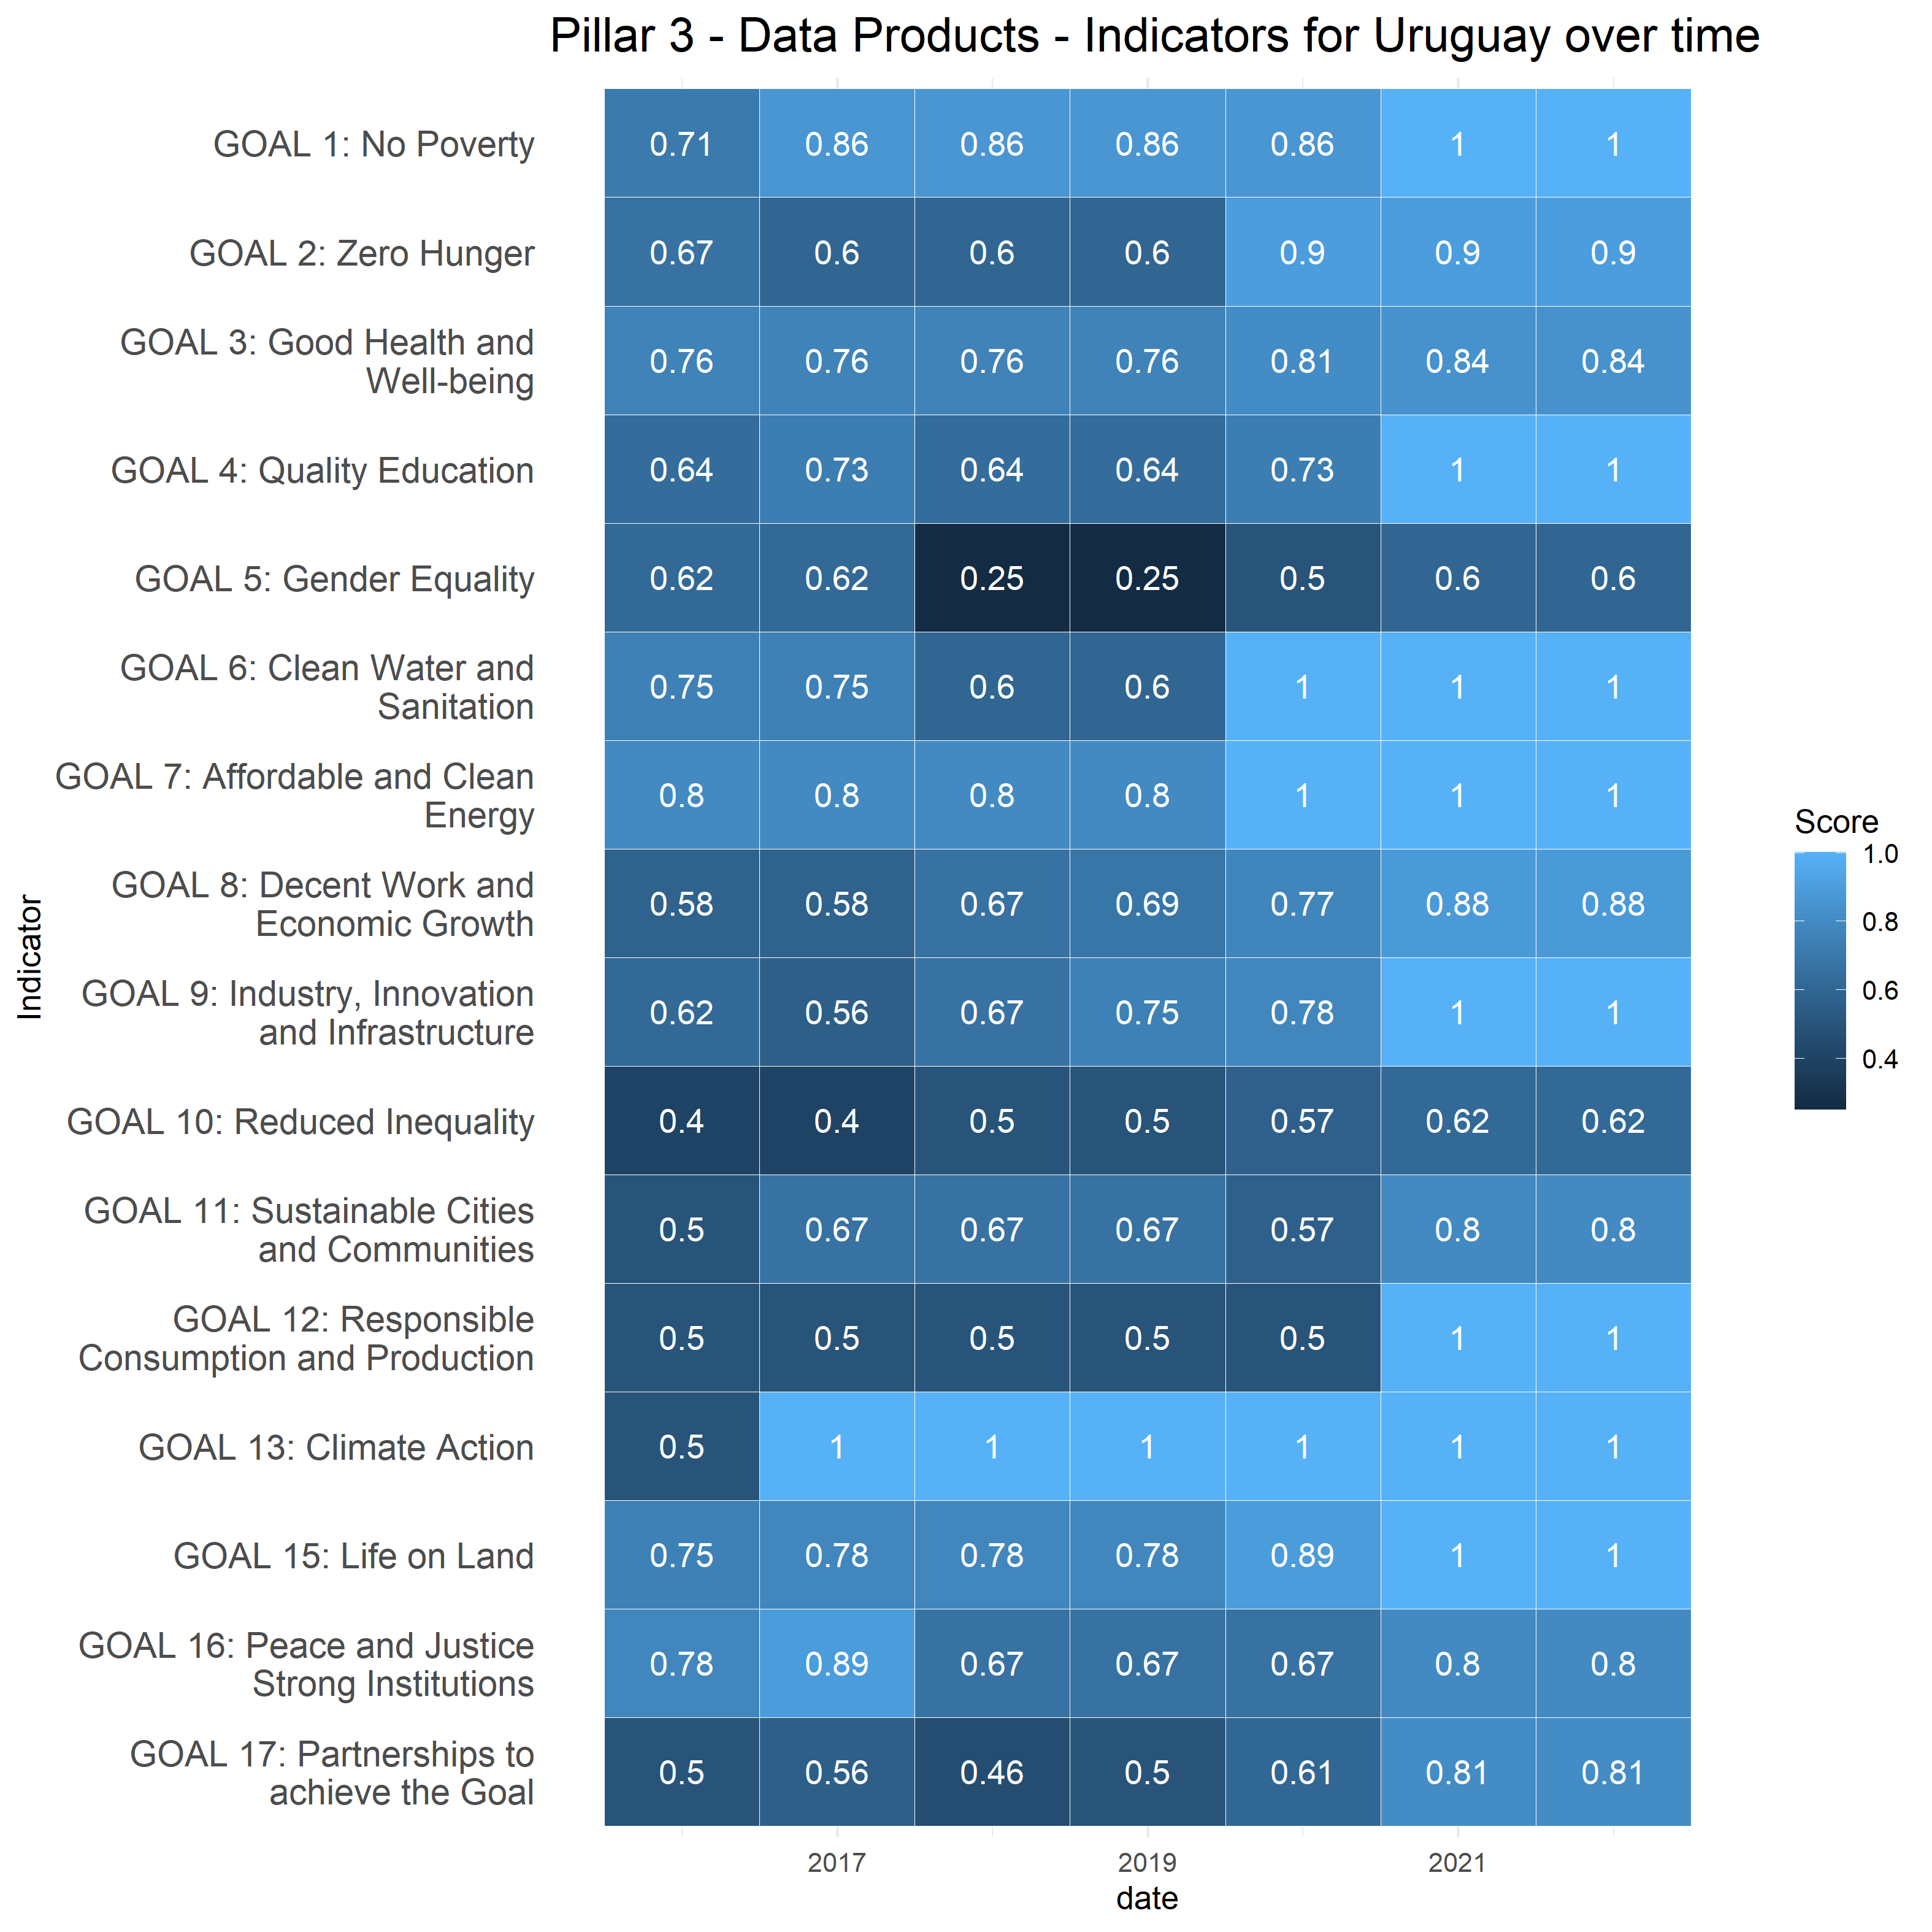 Pillar 3 - Data Products - Indicators for Uruguay over time
GOAL 1: No Poverty
0.71 0.86 0.86 0.86 0.86 1 1
GOAL 2: Zero Hunger
0.67 0.6 0.6 0.6 0.9 0.9 0.9
GOAL 3: Good Health and
Well-being
0.76 0.76 0.76 0.76 0.81 0.84 0.84
GOAL 4: Quality Education
0.64 0.73 0.64 0.64 0.73 1 1
GOAL 5: Gender Equality
0.62 0.62 0.25 0.25 0.5 0.6 0.6
GOAL 6: Clean Water and
Sanitation
0.75 0.75 0.6 0.6 1 1 1
GOAL 7: Affordable and Clean
Energy
0.8 0.8 0.8 0.8 1 1 1
GOAL 8: Decent Work and
Economic Growth
0.58 0.58 0.67 0.69 0.77 0.88 0.88
GOAL 9: Industry, Innovation
and Infrastructure
0.62 0.56 0.67 0.75 0.78 1 1
GOAL 10: Reduced Inequality
0.4 0.4 0.5 0.5 0.57 0.62 0.62
GOAL 11: Sustainable Cities
and Communities
0.5 0.67 0.67 0.67 0.57 0.8 0.8
GOAL 12: Responsible
Consumption and Production
0.5 0.5 0.5 0.5 0.5 1 1
GOAL 13: Climate Action
0.5 1 1 1 1 1 1
GOAL 15: Life on Land
0.75 0.78 0.78 0.78 0.89 1 1
GOAL 16: Peace and Justice
Strong Institutions
0.78 0.89 0.67 0.67 0.67 0.8 0.8
GOAL 17: Partnerships to
achieve the Goal
0.5 0.56 0.46 0.5 0.61 0.81 0.81
2017 2019 2021
date
Indicator
Score
1.0
0.8
0.6
0.4